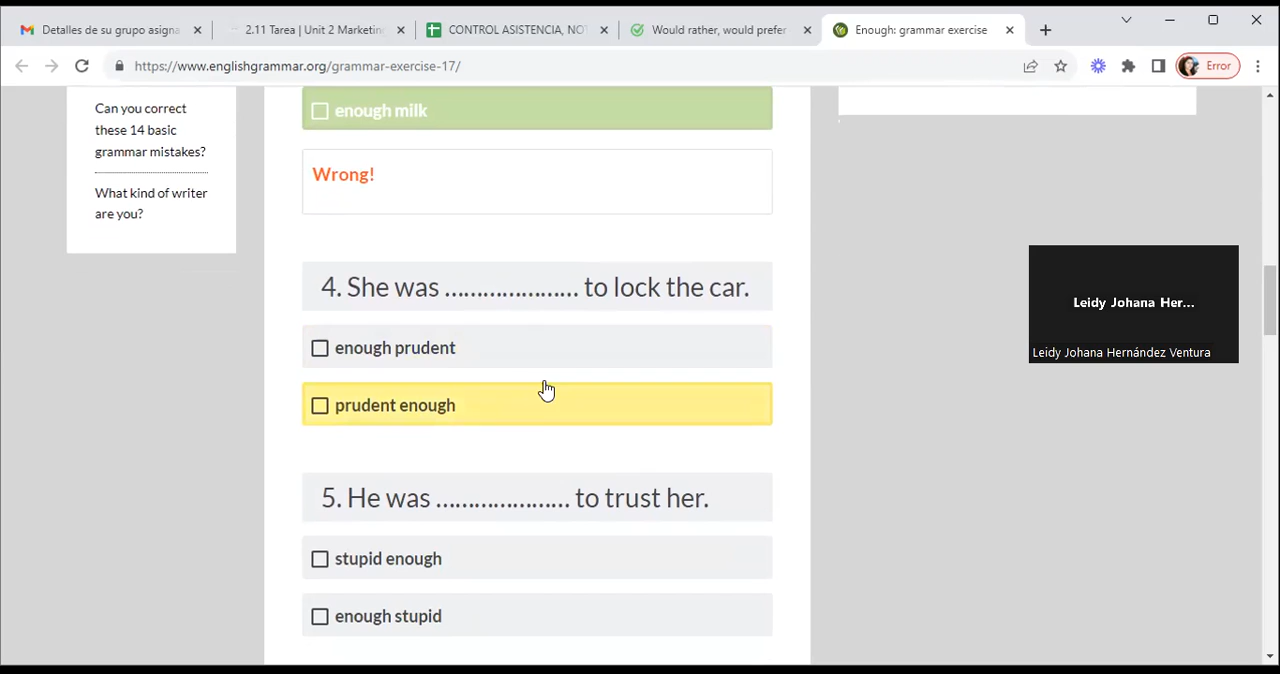 Detalles de su grupo asigna
2.11 Tarea | Unit 2 Marketin
CONTROL ASISTENCIA, NO
Would rather, would prefer
Enough: grammar exercise
https://www.englishgrammar.org/grammar-exercise-17/
Error
Can you correct
these 14 basic
grammar mistakes?
What kind of writer
are you?
enough milk
Wrong!
4. She was ………………… to lock the car.
enough prudent
prudent enough
5. He was ………………… to trust her.
stupid enough
enough stupid
Leidy Johana Her...
Leidy Johana Hernández Ventura